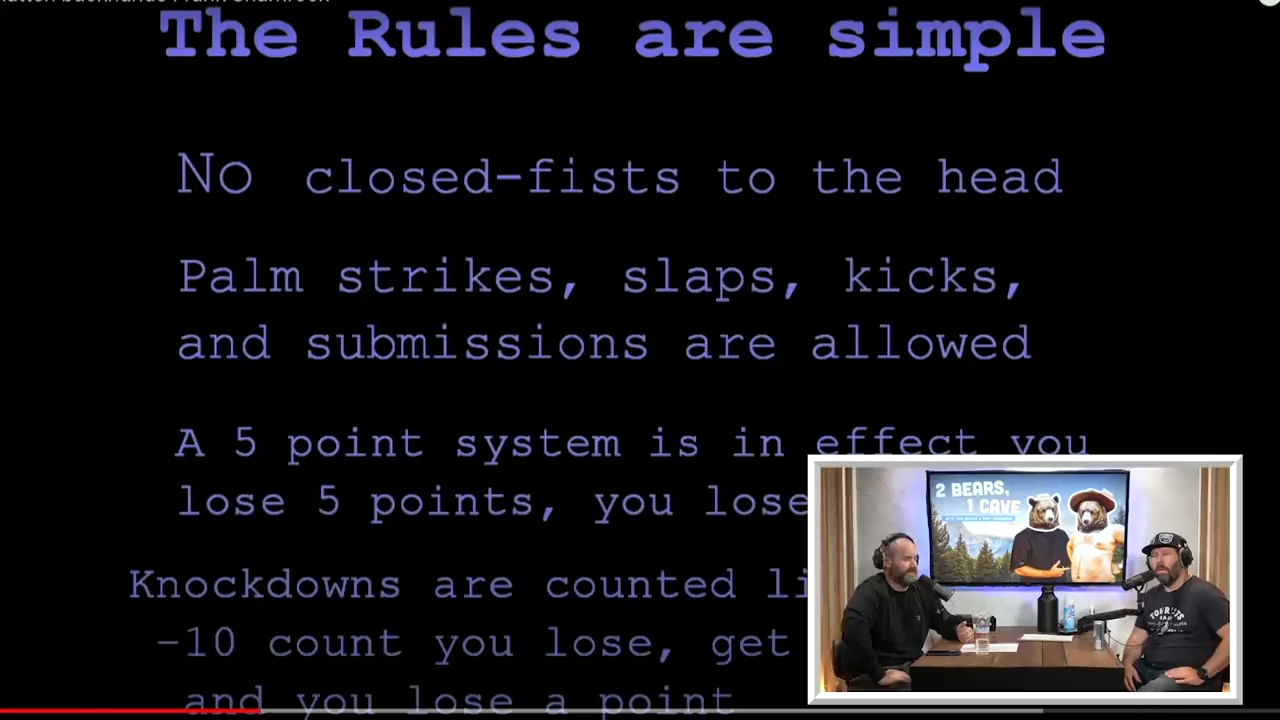 Frank Shamrock
The Rules are simple
No closed-fists to the head
Palm strikes, slaps, kicks,
and submissions are allowed
A 5 point system is in effect you
lose 5 points, you lose
Knockdowns are counted
-10 count you lose, get
and you lose a point
2 BEARS,
1 CAVE